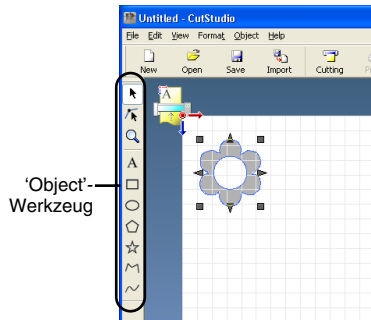 Untitled - CutStudio
File Edit View Format Object Help
New Open Save Import Cutting
A
A
'Object'-
Werkzeug